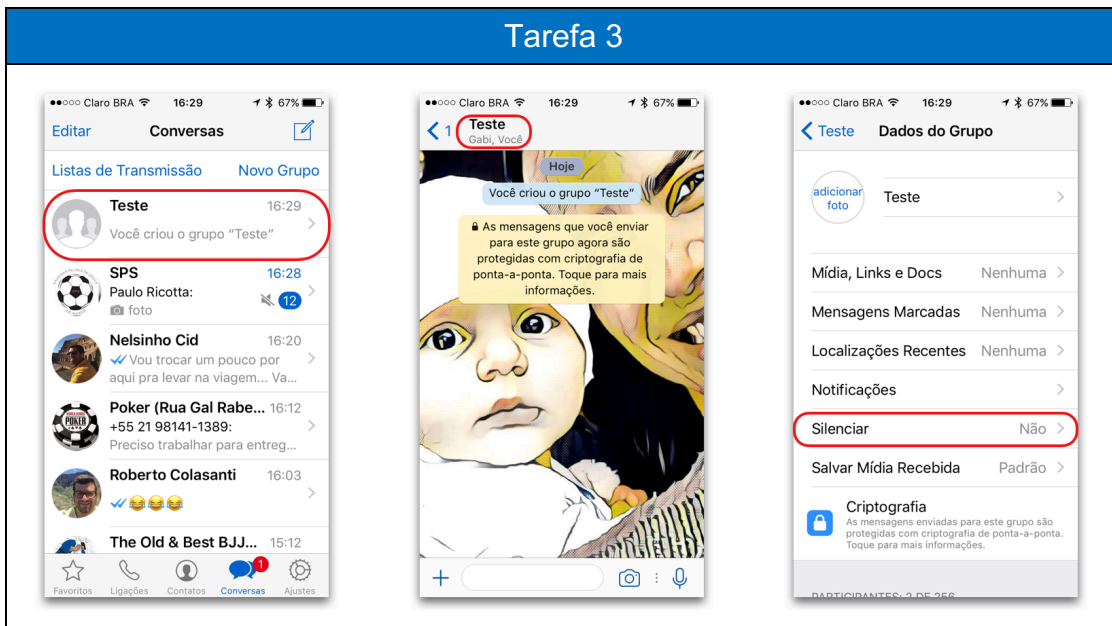 Tarefa 3
Claro BRA 16:29 67%
Editar Conversas
Listas de Transmissão Novo Grupo
Teste 16:29
Você criou o grupo “Teste”
SPS 16:28
Paulo Ricotta:
foto 12
Nelsinho Cid 16:20
Vou trocar um pouco por
aqui pra levar na viagem... Va...
Poker (Rua Gal Rabe... 16:12
+55 21 98141-1389:
Preciso trabalhar para entreg...
Roberto Colasanti 16:03
The Old & Best BJJ... 15:12
1
Favoritos Ligações Contatos Conversas Ajustes
Claro BRA 16:29 67%
1 Teste
Gabi, Você
Hoje
Você criou o grupo “Teste”
As mensagens que você enviar
para este grupo agora são
protegidas com criptografia de
ponta-a-ponta. Toque para mais
informações.
Claro BRA 16:29 67%
Teste Dados do Grupo
adicionar
foto
Teste
Mídia, Links e Docs Nenhuma
Mensagens Marcadas Nenhuma
Localizações Recentes Nenhuma
Notificações
Silenciar Não
Salvar Mídia Recebida Padrão
Criptografia
As mensagens enviadas para este grupo são
protegidas com criptografia de ponta-a-ponta.
Toque para mais informações.
PARTICIPANTES: 2 DE 256